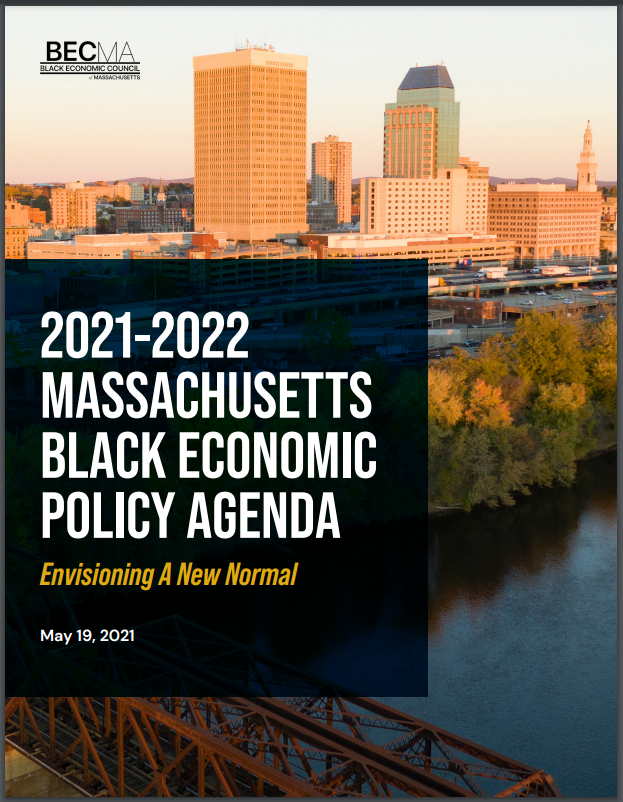 BECMA
BLACK ECONOMIC COUNCIL
of MASSACHUSETTS
2021-2022
MASSACHUSETTS
BLACK ECONOMIC
POLICY AGENDA
Envisioning A New Normal
May 19, 2021